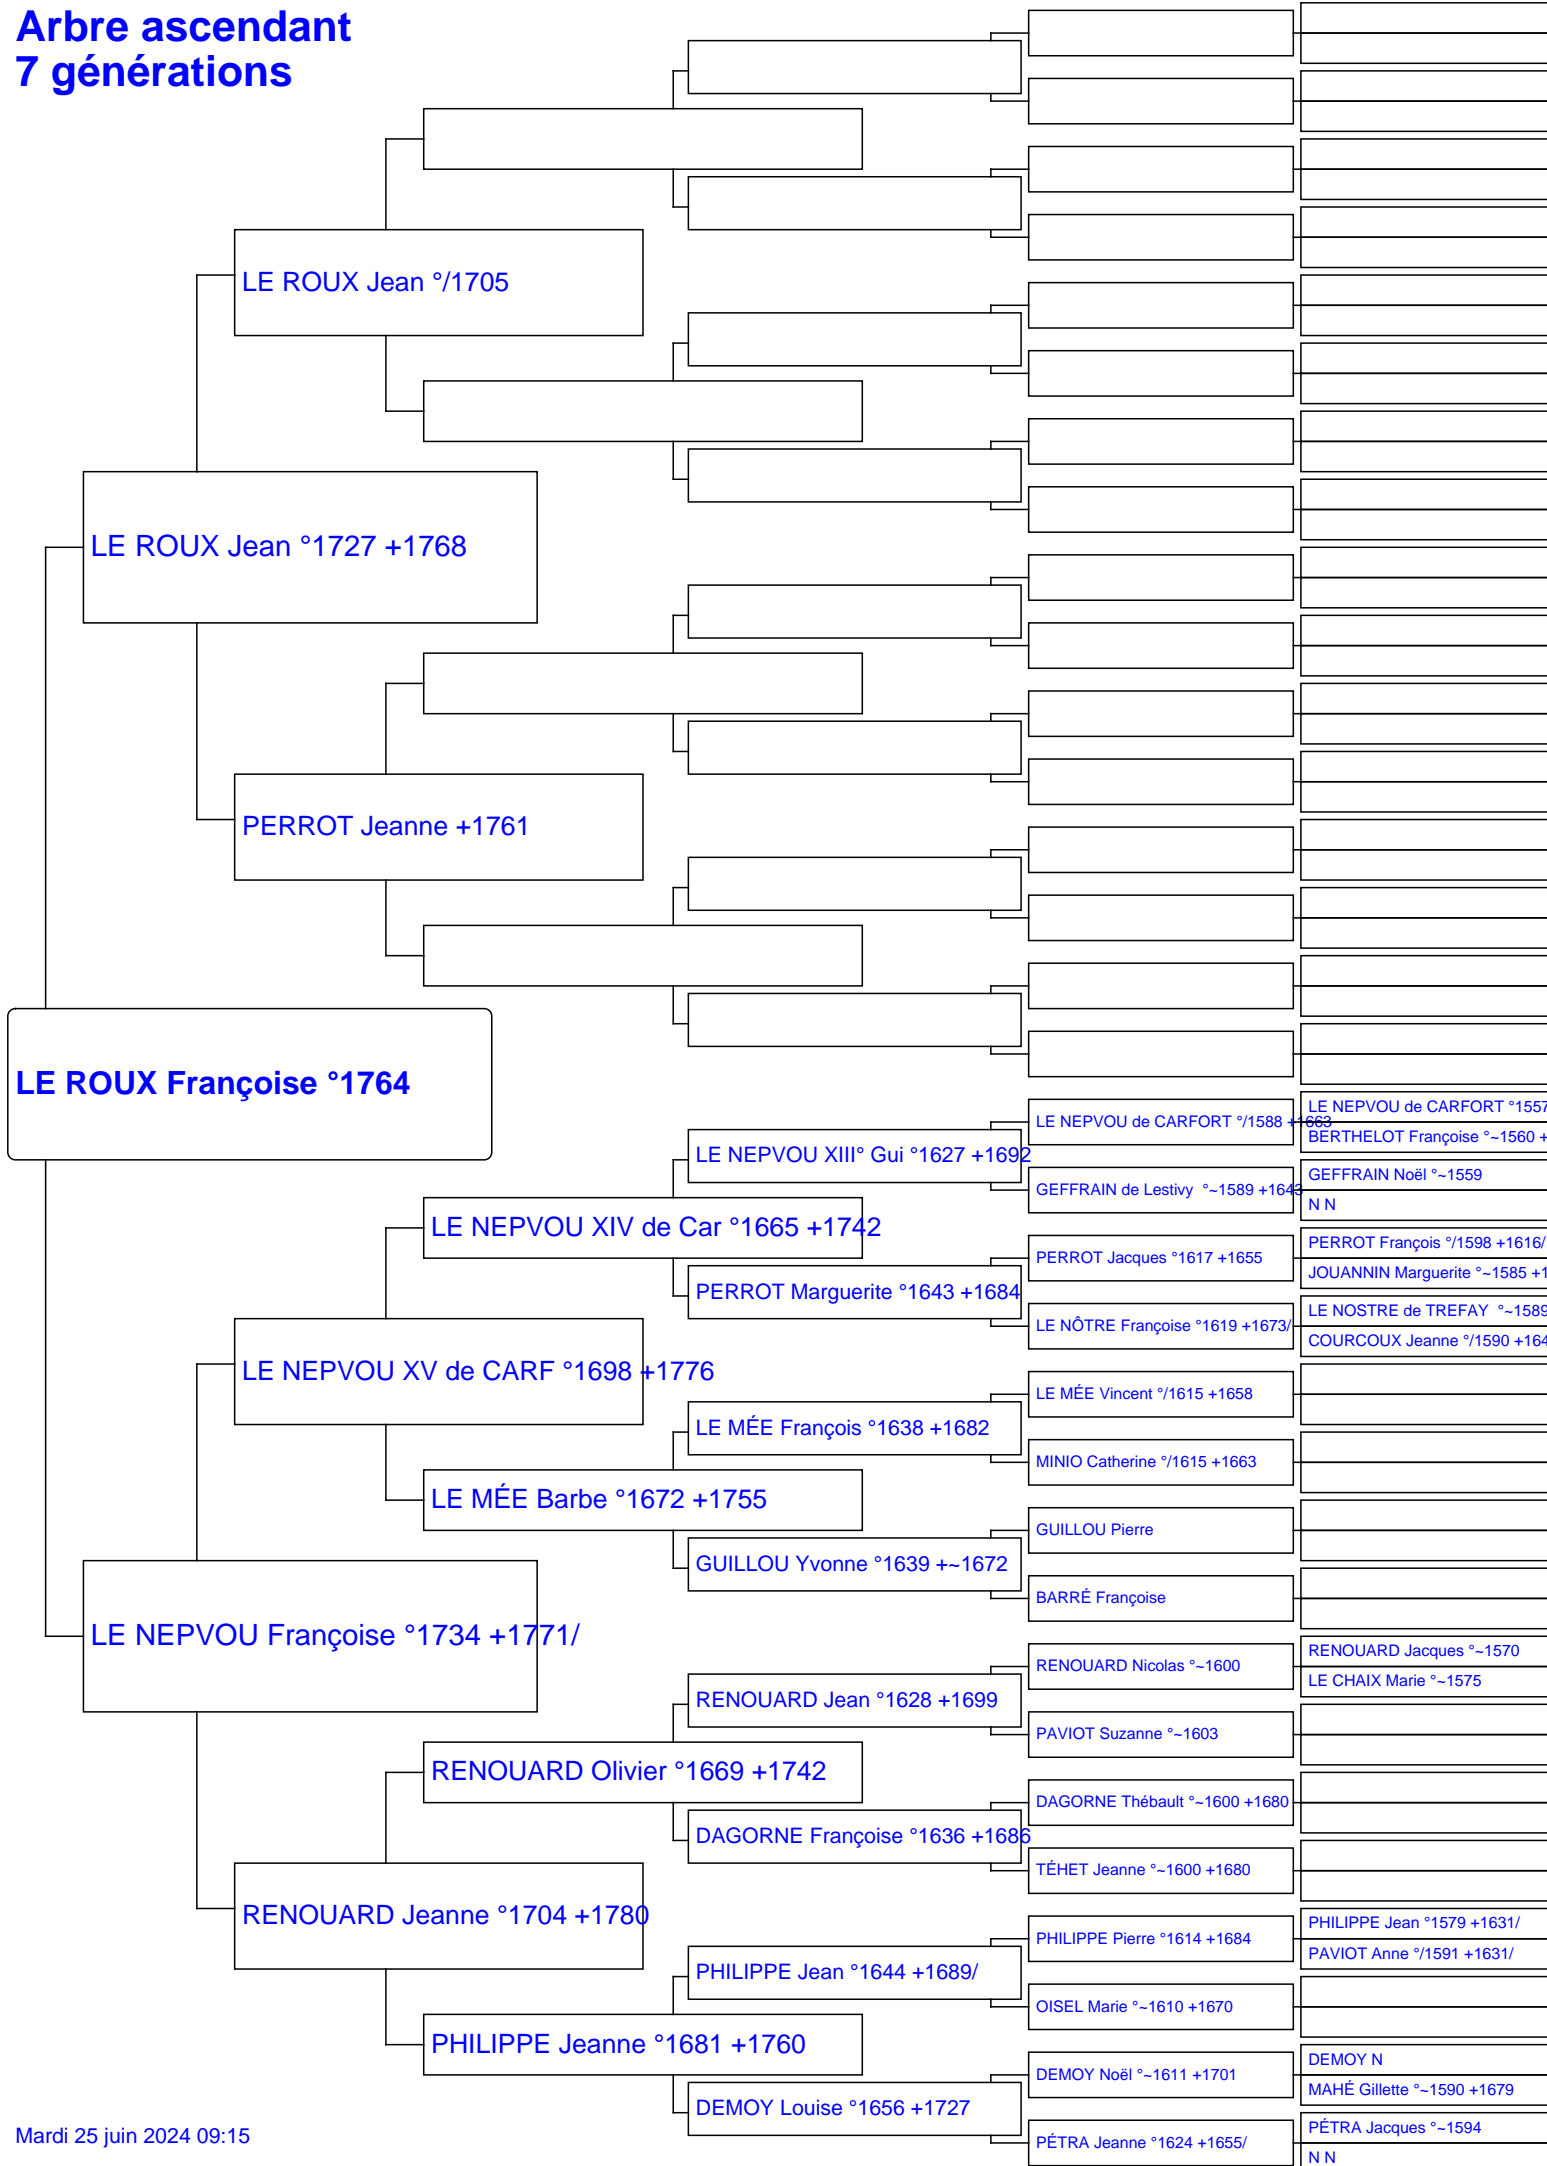 Arbre ascendant
7 générations
LE ROUX Jean °/1705
LE ROUX Jean °1727 +1768
PERROT Jeanne +1761
LE ROUX Françoise °1764
LE NEPVOU de CARFORT °/1588 +1663
LE NEPVOU de CARFORT °1557
BERTHELOT Françoise °~1560 +
LE NEPVOU XIII° Gui °1627 +1692
GEFFRAIN de Lestivy °~1589 +1643
GEFFRAIN Noël °~1559
N N
LE NEPVOU XIV de Car °1665 +1742
PERROT Jacques °1617 +1655
PERROT François °/1598 +1616/
JOUANNIN Marguerite °~1585 +1
PERROT Marguerite °1643 +1684
LE NÔTRE Françoise °1619 +1673/
LE NOSTRE de TREFAY °~1589
COURCOUX Jeanne °/1590 +164
LE NEPVOU XV de CARF °1698 +1776
LE MÉE Vincent °/1615 +1658
LE MÉE François °1638 +1682
MINIO Catherine °/1615 +1663
LE MÉE Barbe °1672 +1755
GUILLOU Pierre
GUILLOU Yvonne °1639 +~1672
BARRÉ Françoise
LE NEPVOU Françoise °1734 +1771/
RENOUARD Nicolas °~1600
RENOUARD Jacques °~1570
LE CHAIX Marie °~1575
RENOUARD Jean °1628 +1699
PAVIOT Suzanne °~1603
RENOUARD Olivier °1669 +1742
DAGORNE Thébault °~1600 +1680
DAGORNE Françoise °1636 +1686
TÉHET Jeanne °~1600 +1680
RENOUARD Jeanne °1704 +1780
PHILIPPE Pierre °1614 +1684
PHILIPPE Jean °1579 +1631/
PAVIOT Anne °/1591 +1631/
PHILIPPE Jean °1644 +1689/
OISEL Marie °~1610 +1670
PHILIPPE Jeanne °1681 +1760
DEMOY Noël °~1611 +1701
DEMOY N
MAHÉ Gillette °~1590 +1679
DEMOY Louise °1656 +1727
PÉTRA Jeanne °1624 +1655/
PÉTRA Jacques °~1594
N N
Mardi 25 juin 2024 09:15